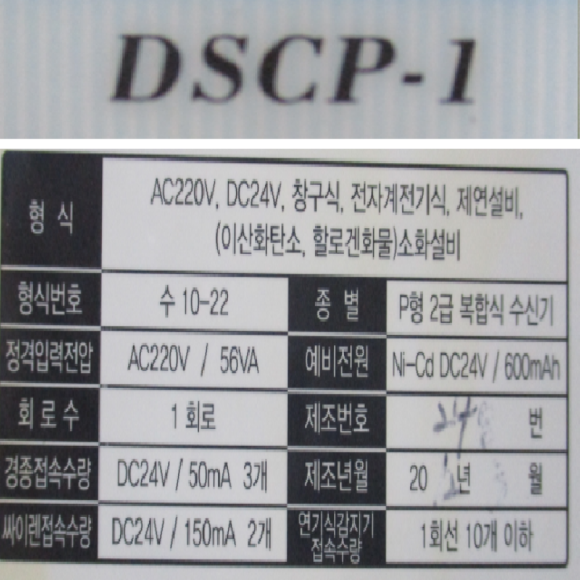 DSCP-1
형 식 AC220V, DC24V, 창구식, 전자계전기식, 제연설비,
(이산화탄소, 할로겐화물)소화설비
형식번호 수 10-22 종 별 P형 2급 복합식 수신기
정격입력전압 AC220V / 56VA 예비전원 Ni-Cd DC24V / 600mAh
회 로 수 1 회로 제조번호 번
경종접속수량 DC24V / 50mA 3개 제조년월 20 년 월
싸이렌접속수량 DC24V / 150mA 2개 연기식감지기
접속수량 1회선 10개 이하